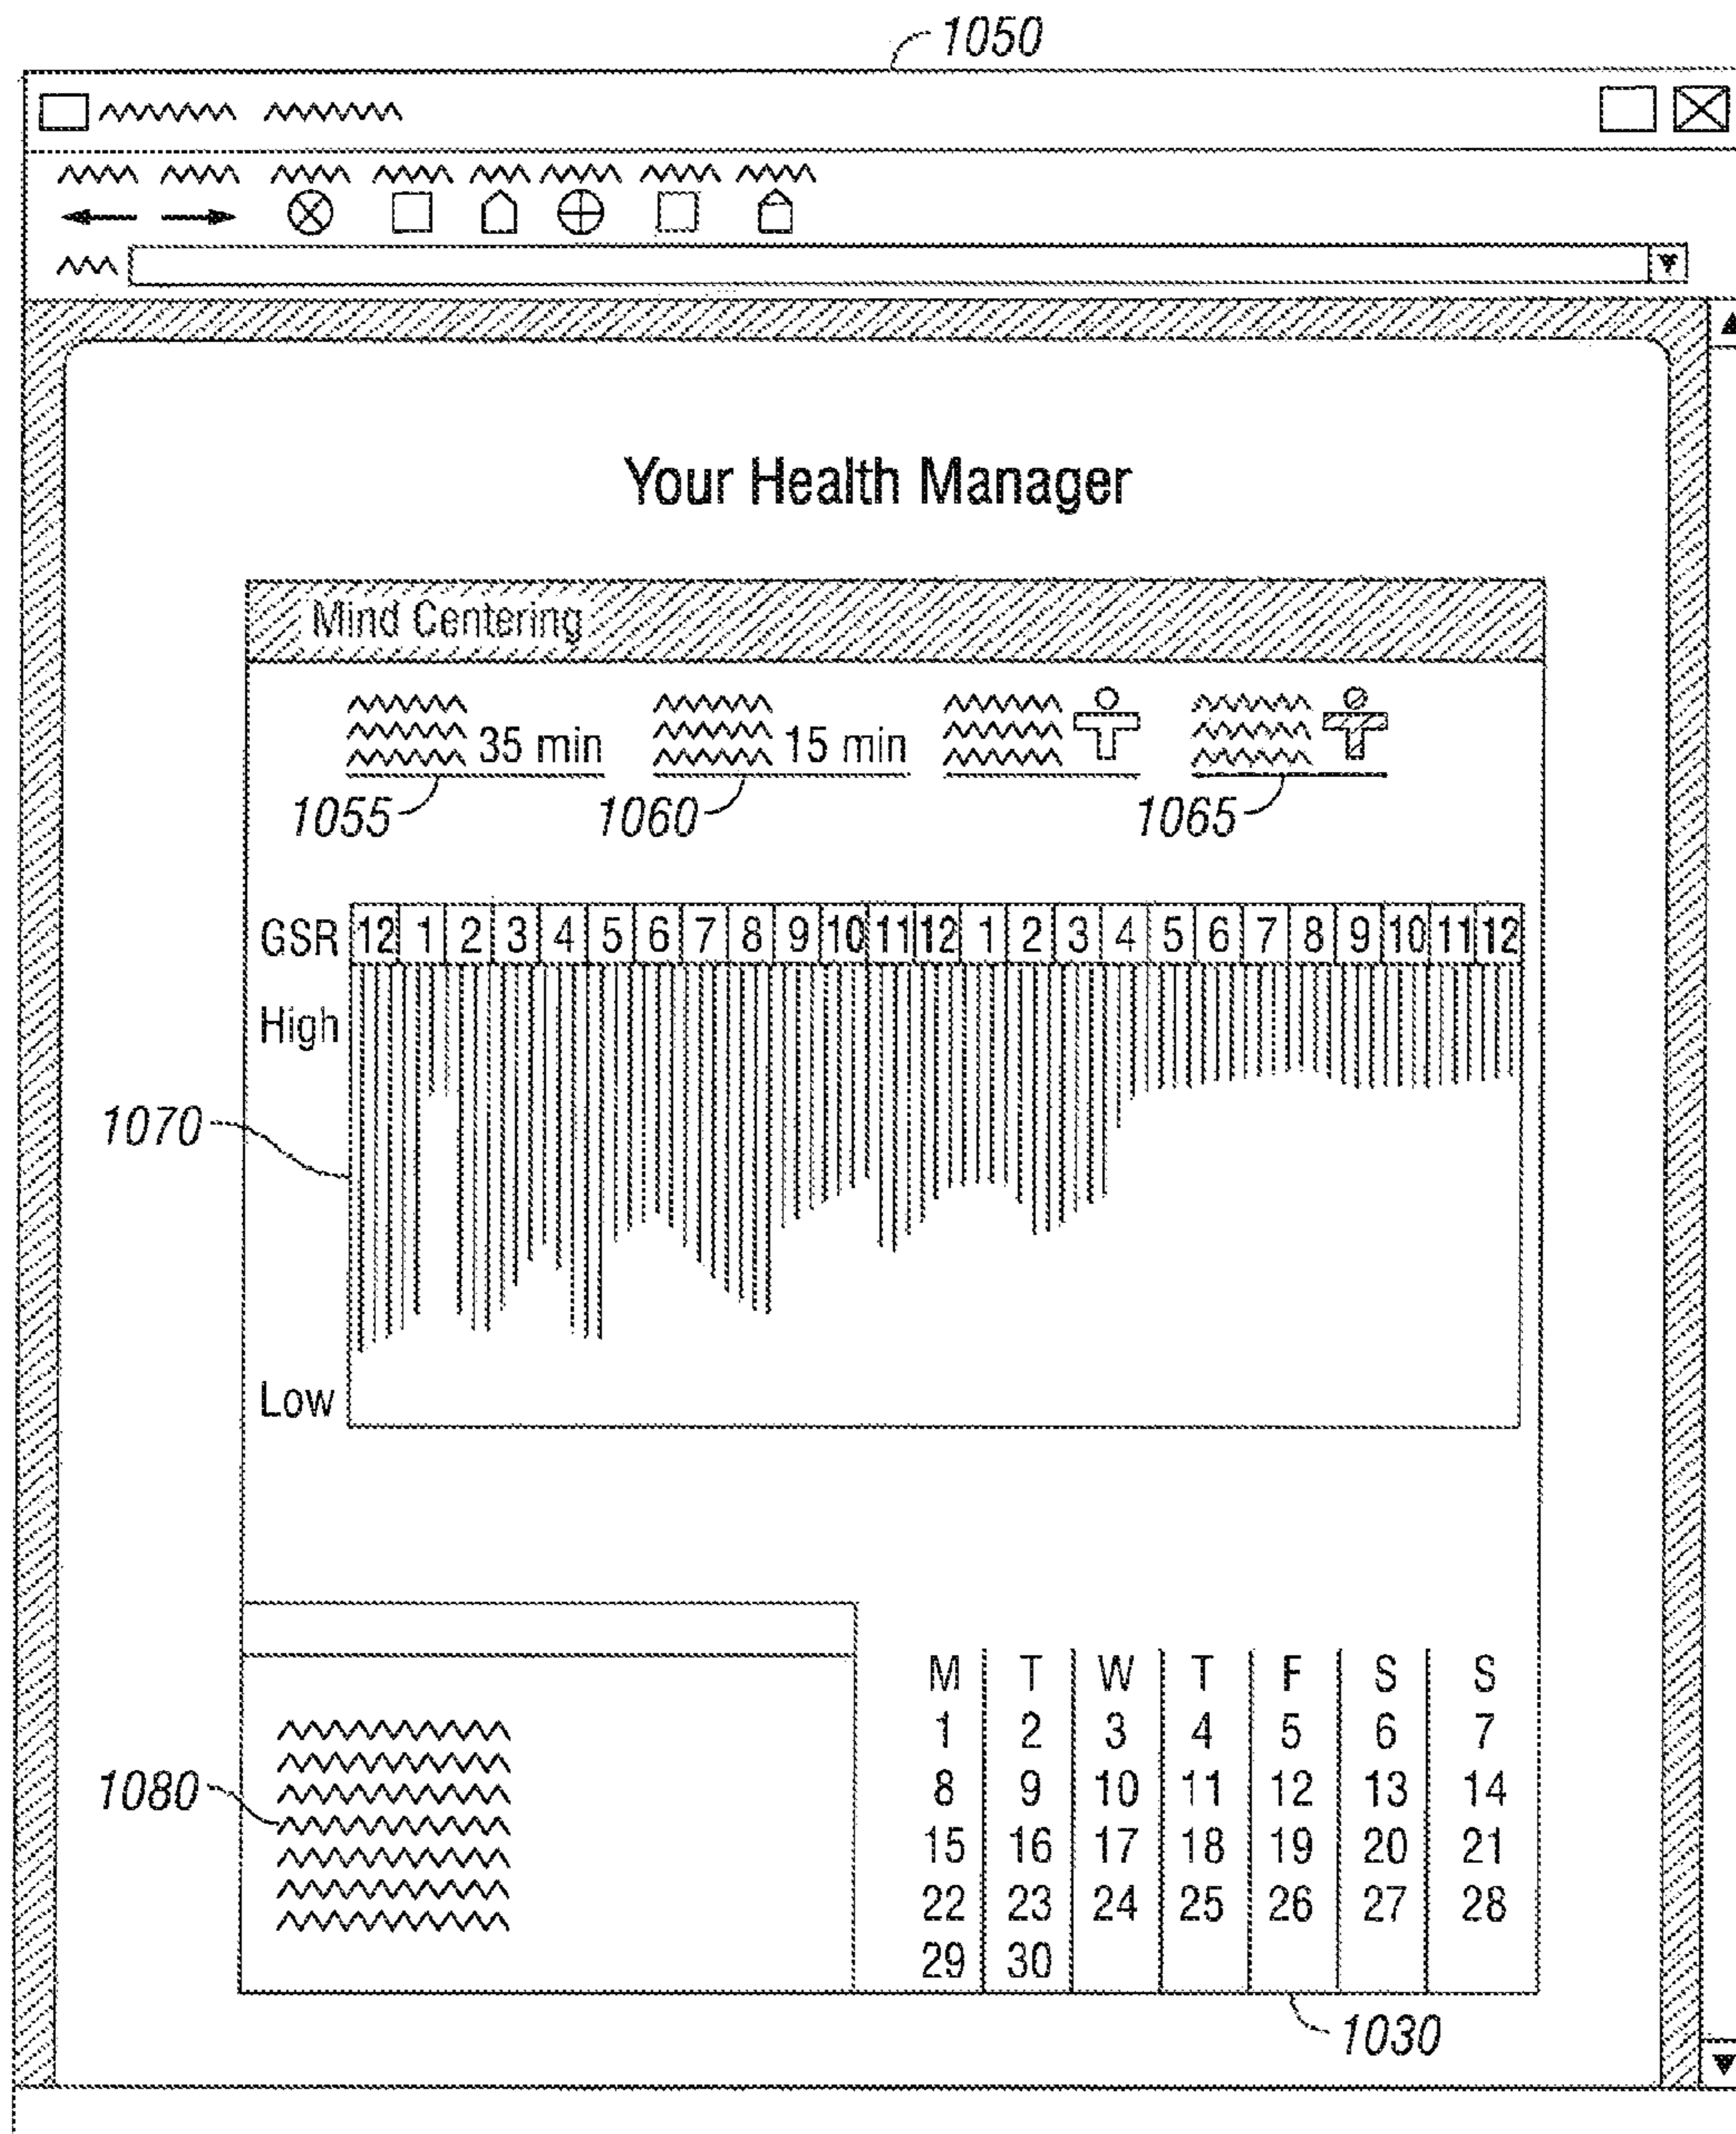 1050
Your Health Manager
Mind Centering
35 min 15 min
1055 1060 1065
GSR 12 1 2 3 4 5 6 7 8 9 10 11 12 1 2 3 4 5 6 7 8 9 10 11 12
High
1070
Low
M T W T F S S
1 2 3 4 5 6 7
1080
8 9 10 11 12 13 14
15 16 17 18 19 20 21
22 23 24 25 26 27 28
29 30
1030